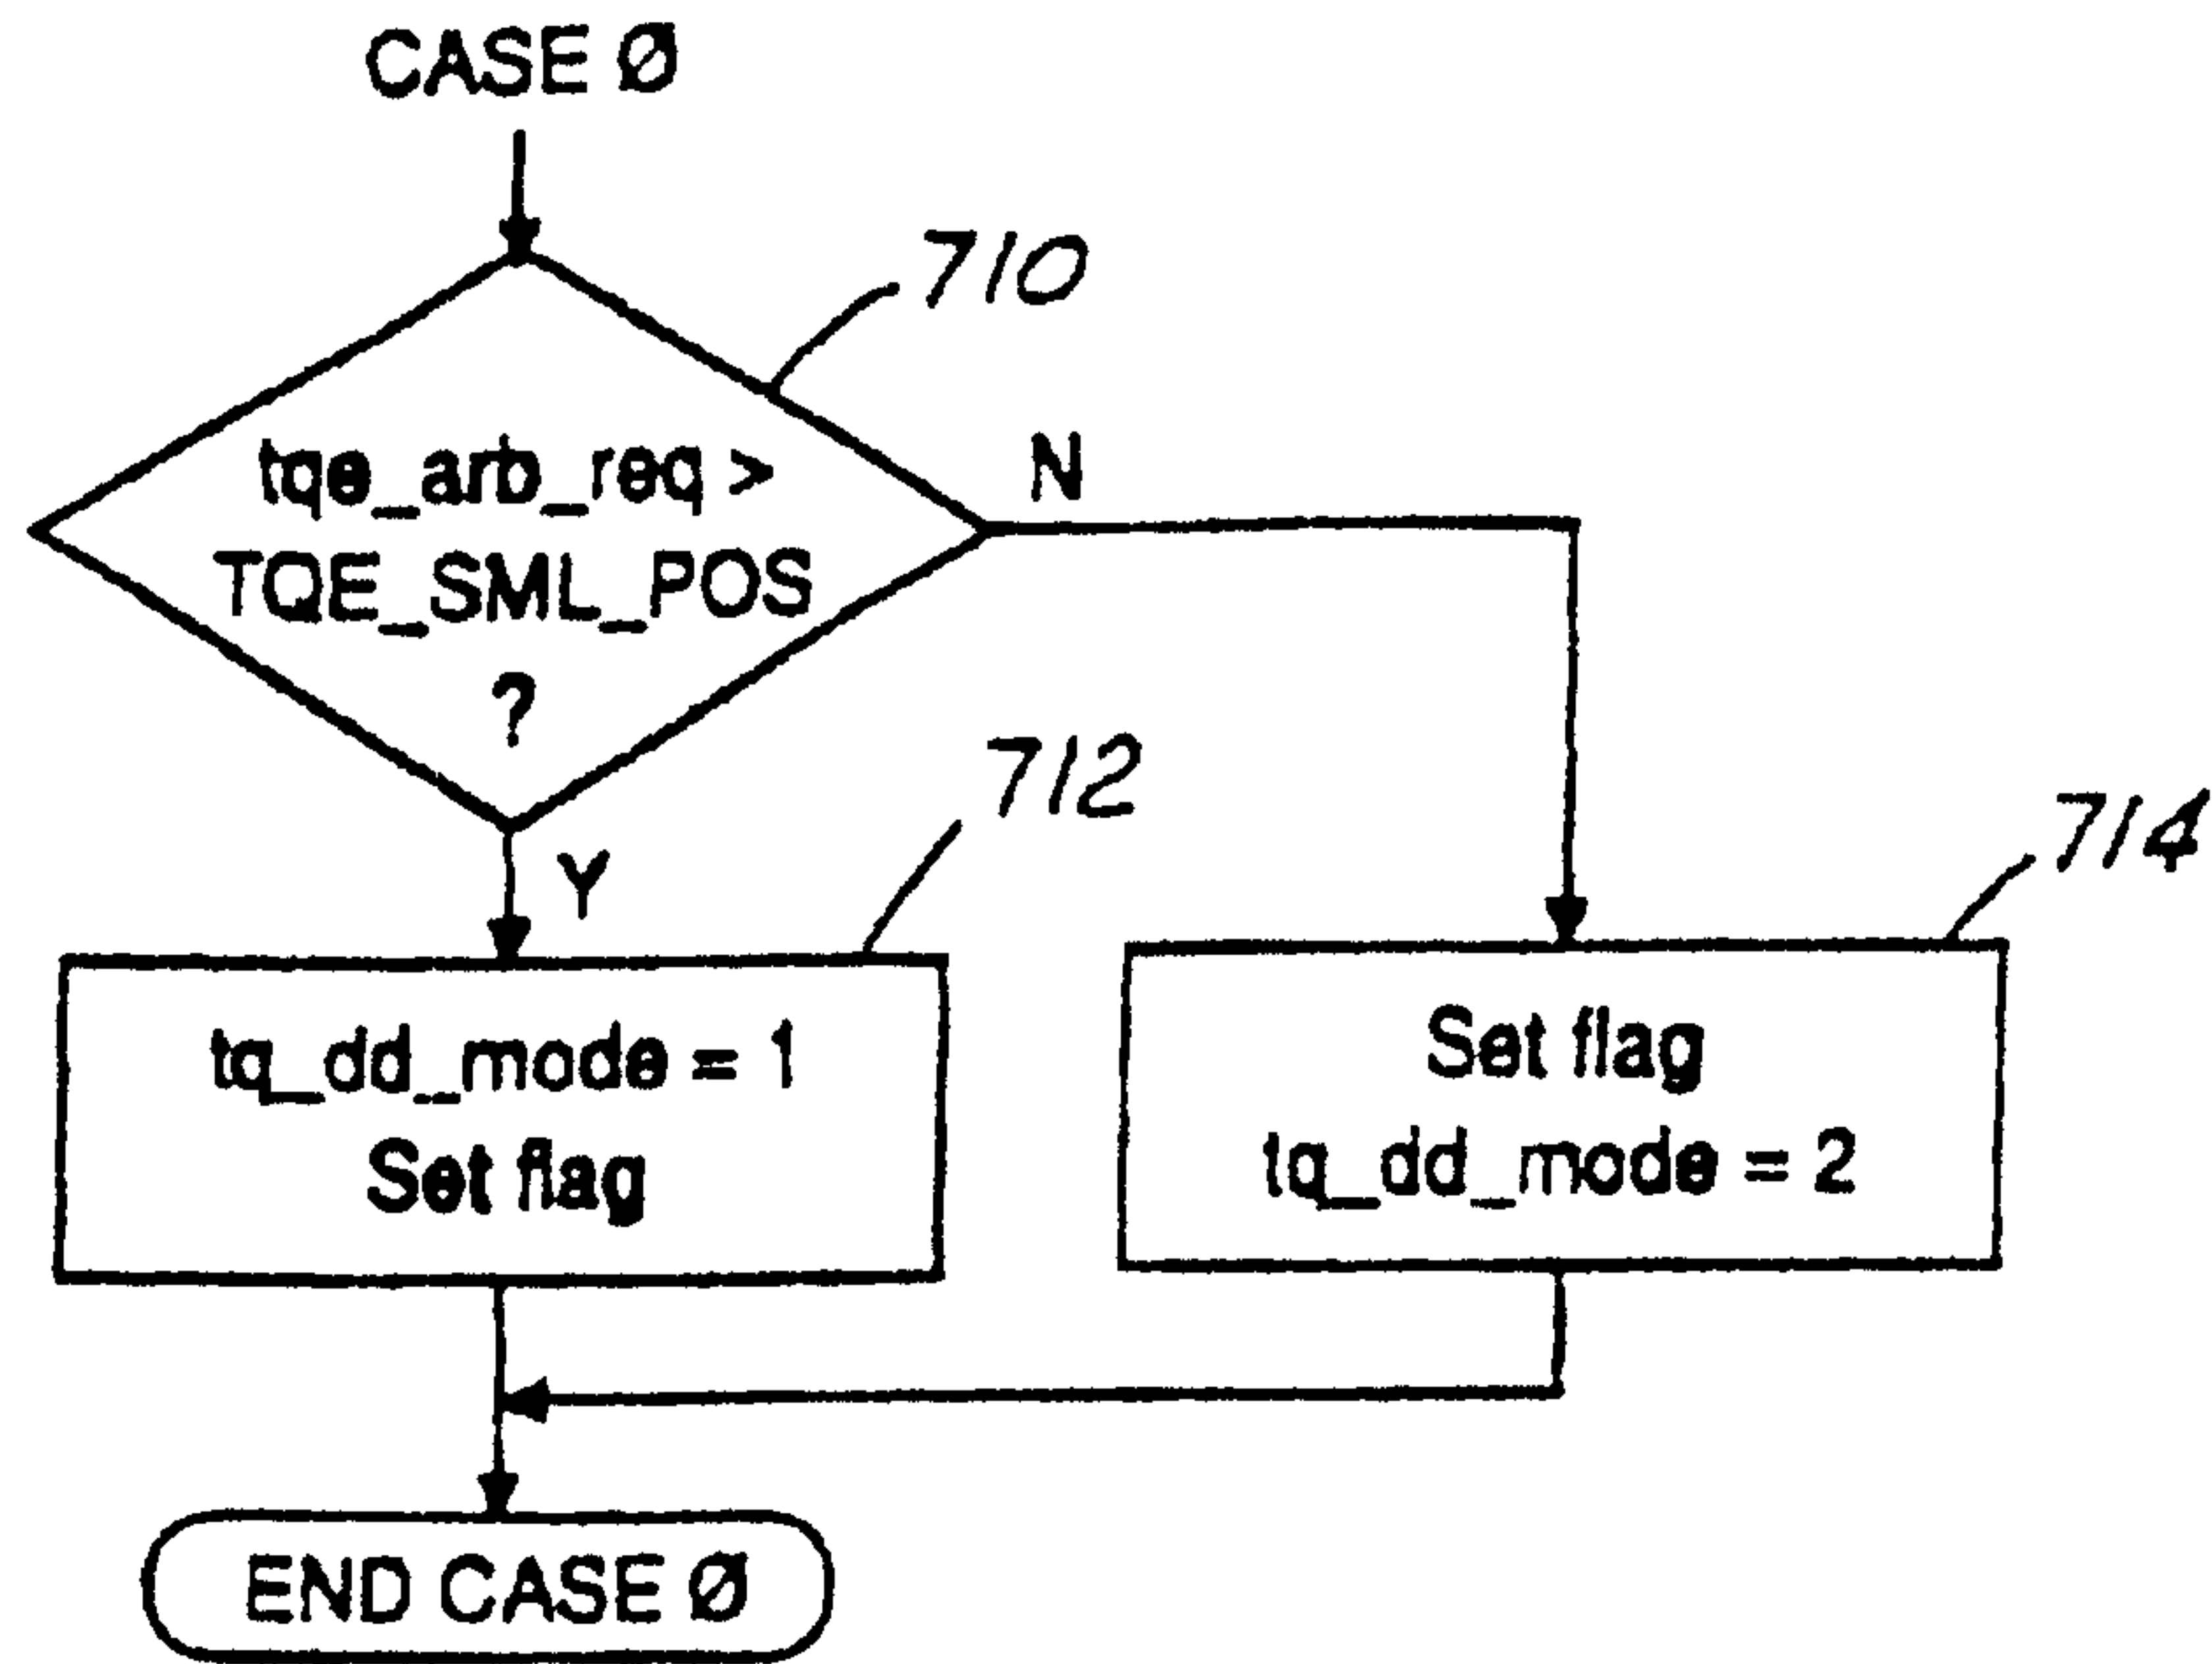 CASE Ø
710
tqe_arb_req >
TQE_SML_POS
?
N
Y
712
714
tq_dd_mode = 1
Set flag
Set flag
tq_dd_mode = 2
END CASE Ø